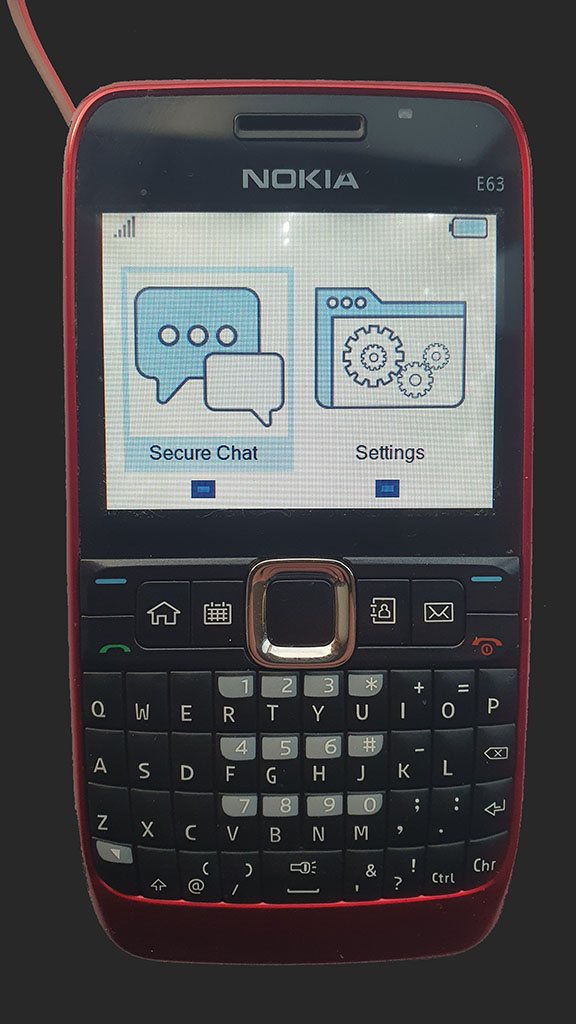 NOKIA
E63
Secure Chat
Settings
1 2 3 * + =
Q W E R T Y U I O P
4 5 6 # -
A S D F G H J K L
7 8 9 0 ; :
Z X C V B N M , .
( ) & !
@ / ' ? Ctrl Chr